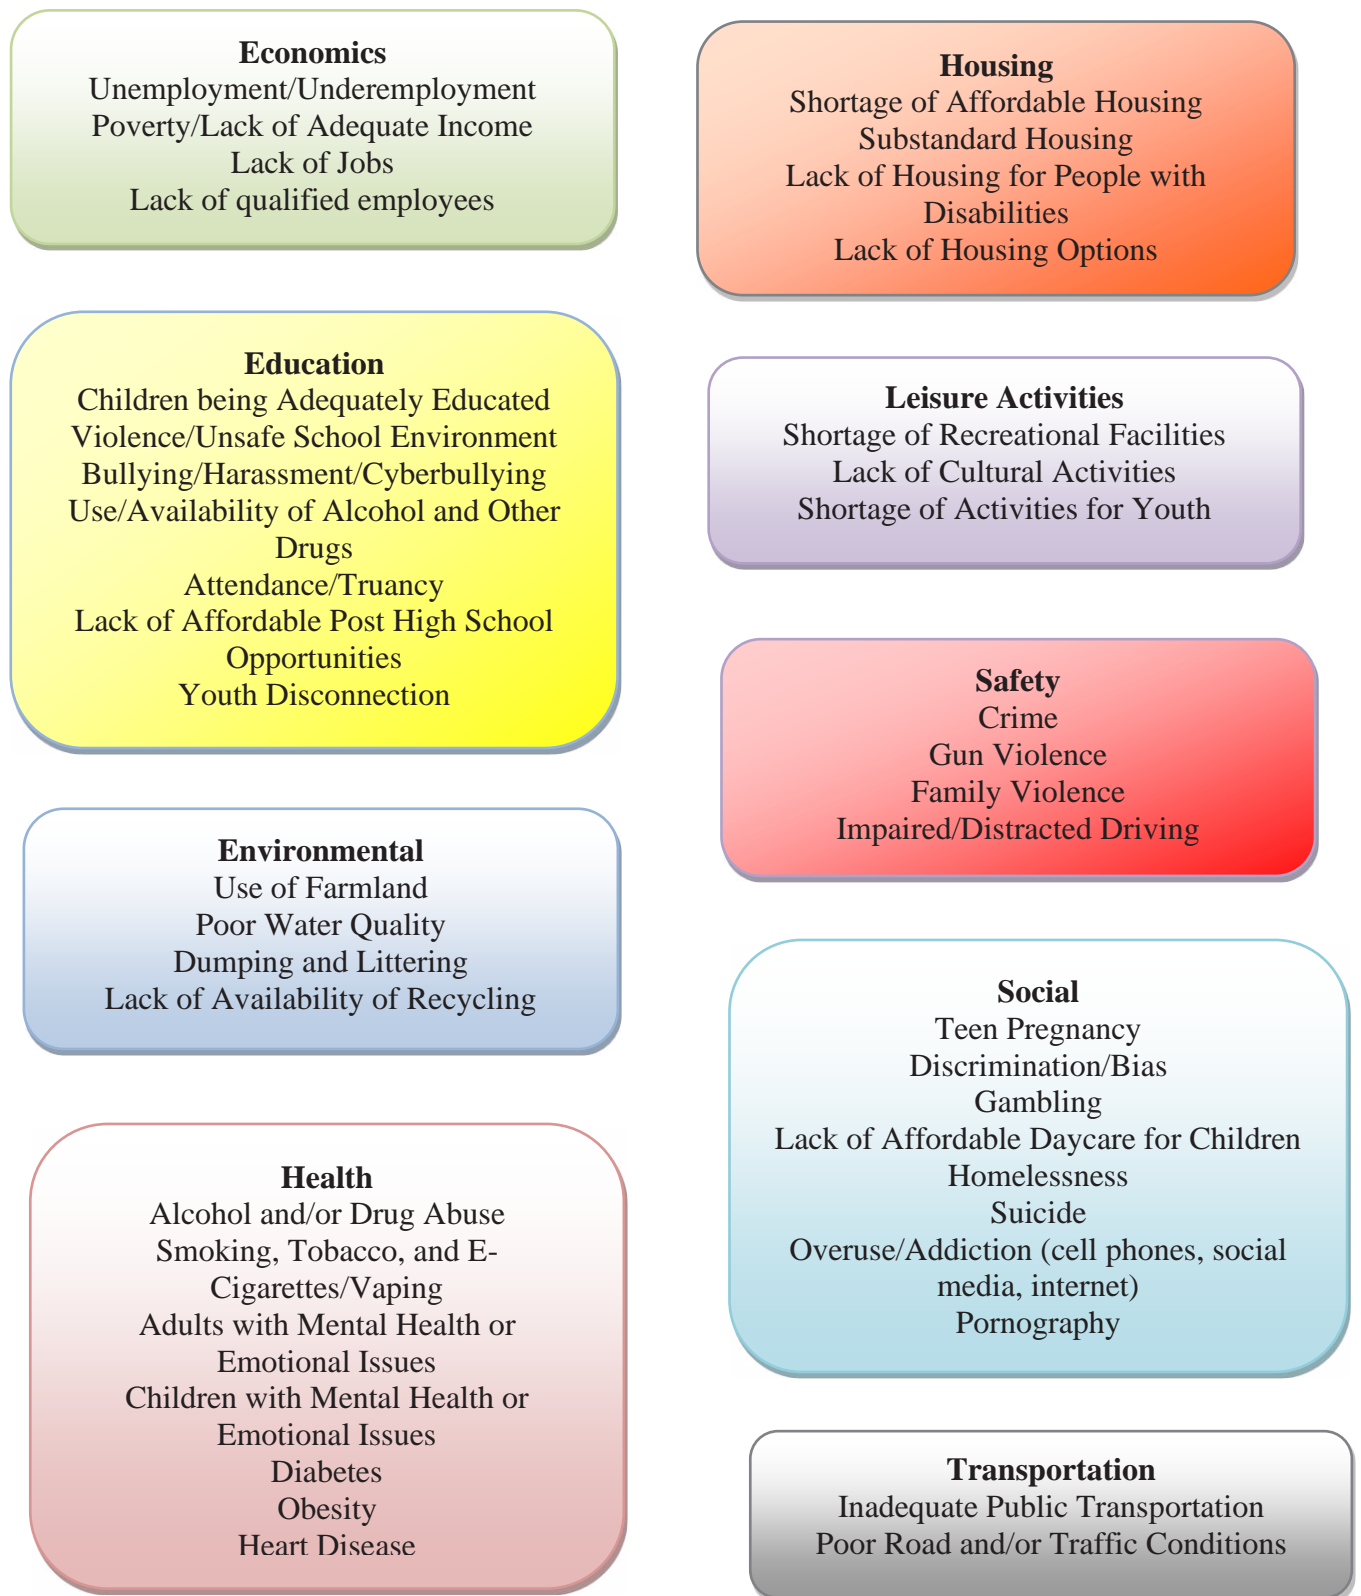 Economics
Unemployment/Underemployment
Poverty/Lack of Adequate Income
Lack of Jobs
Lack of qualified employees
Education
Children being Adequately Educated
Violence/Unsafe School Environment
Bullying/Harassment/Cyberbullying
Use/Availability of Alcohol and Other
Drugs
Attendance/Truancy
Lack of Affordable Post High School
Opportunities
Youth Disconnection
Environmental
Use of Farmland
Poor Water Quality
Dumping and Littering
Lack of Availability of Recycling
Health
Alcohol and/or Drug Abuse
Smoking, Tobacco, and E-
Cigarettes/Vaping
Adults with Mental Health or
Emotional Issues
Children with Mental Health or
Emotional Issues
Diabetes
Obesity
Heart Disease
Housing
Shortage of Affordable Housing
Substandard Housing
Lack of Housing for People with
Disabilities
Lack of Housing Options
Leisure Activities
Shortage of Recreational Facilities
Lack of Cultural Activities
Shortage of Activities for Youth
Safety
Crime
Gun Violence
Family Violence
Impaired/Distracted Driving
Social
Teen Pregnancy
Discrimination/Bias
Gambling
Lack of Affordable Daycare for Children
Homelessness
Suicide
Overuse/Addiction (cell phones, social
media, internet)
Pornography
Transportation
Inadequate Public Transportation
Poor Road and/or Traffic Conditions